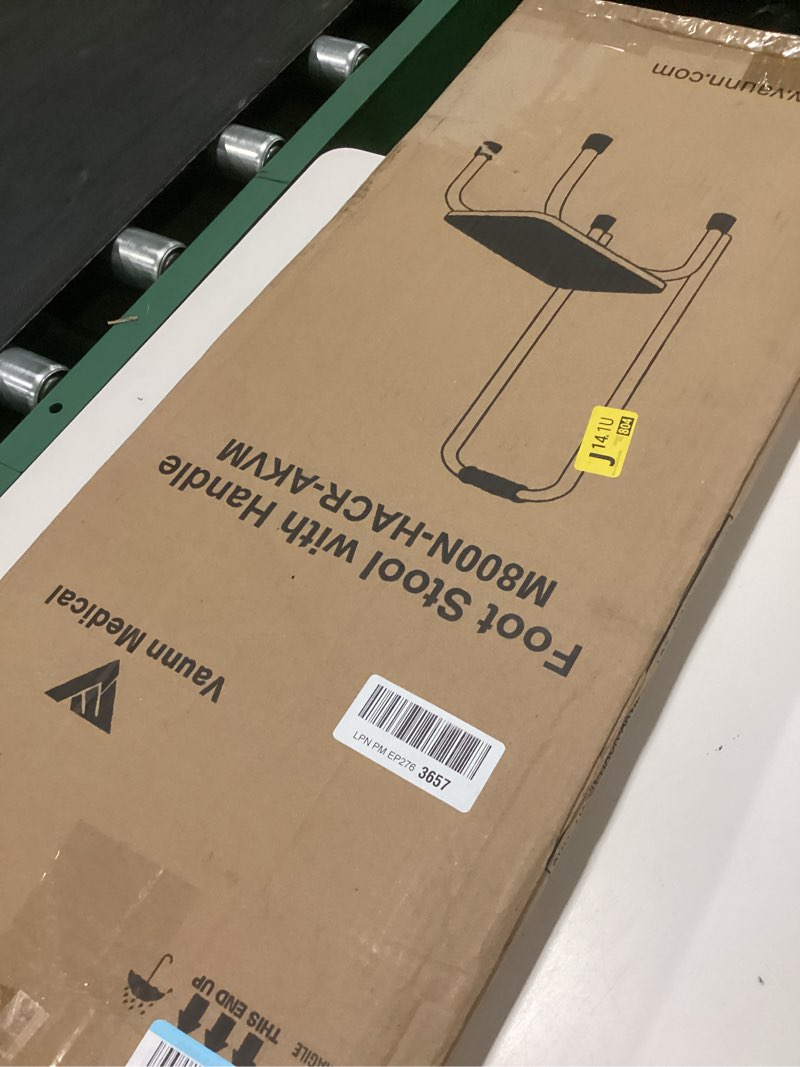 .vaunn.com
J
14.1U
804
Foot Stool with Handle
M800N-HACR-AKVM
Vaunn Medical
LPN PM EP276 3657
THIS END UP